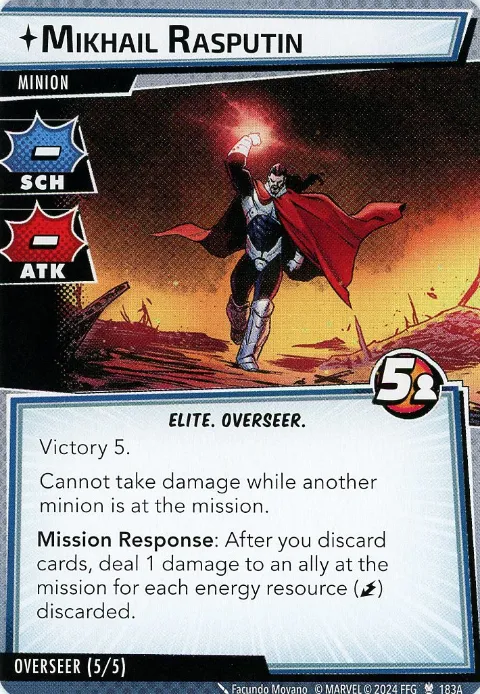 Mikhail Rasputin
MINION
-
SCH
-
ATK
5
ELITE. OVERSEER.
Victory 5.
Cannot take damage while another
minion is at the mission.
Mission Response: After you discard
cards, deal 1 damage to an ally at the
mission for each energy resource ( )
discarded.
OVERSEER (5/5)
Facundo Moyano © MARVEL © 2024 FFG 183A